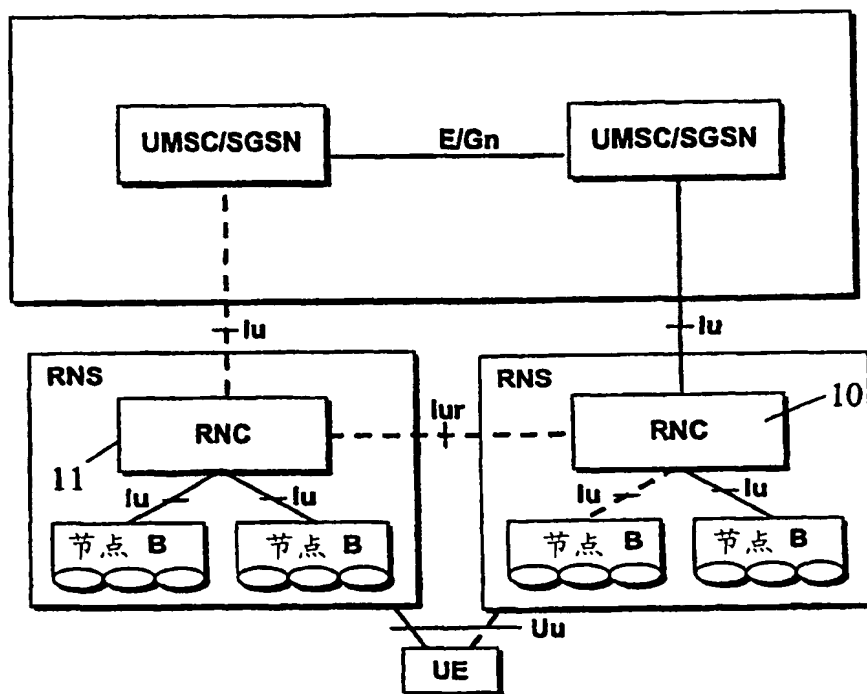 UMSC/SGSN
E/Gn
UMSC/SGSN
Iu
Iu
RNS
RNC
11
Iu
Iu
节点 B
节点 B
Iur
RNS
RNC
10
Iu
Iu
节点 B
节点 B
Uu
UE